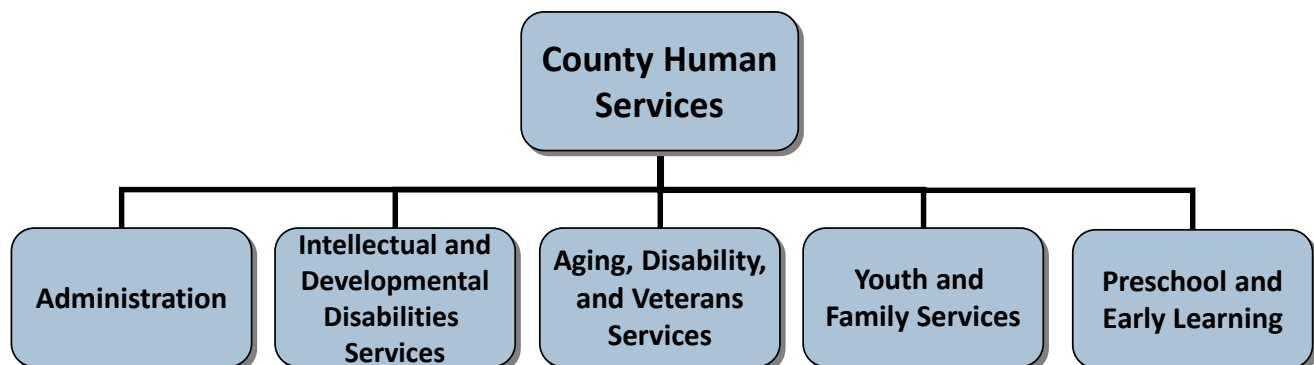 County Human
Services
Administration
Intellectual and
Developmental
Disabilities
Services
Aging, Disability,
and Veterans
Services
Youth and
Family Services
Preschool and
Early Learning